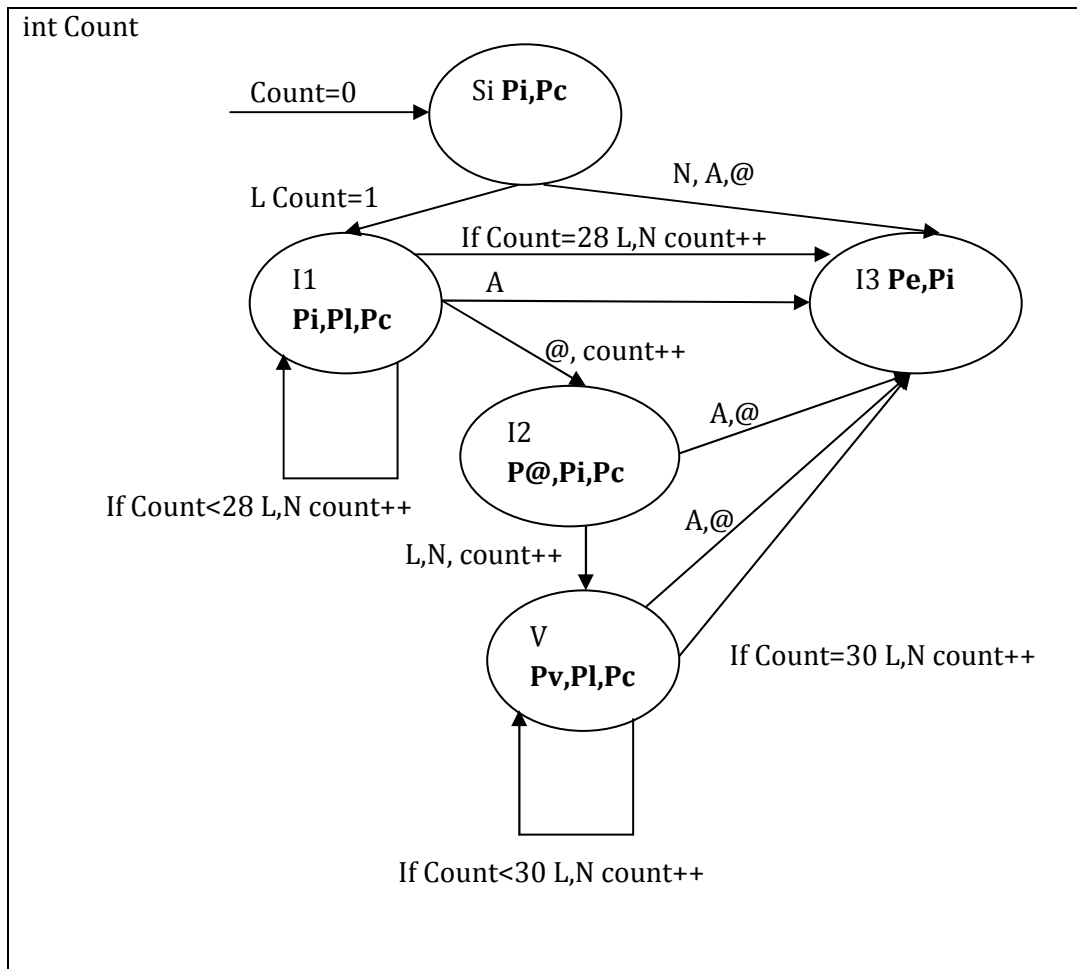 int Count
Si Pi,Pc
Count=0
N, A,@
L Count=1
If Count=28 L,N count++
I1
Pi,Pl,Pc
A
I3 Pe,Pi
@, count++
I2
P@,Pi,Pc
A,@
If Count<28 L,N count++
A,@
L,N, count++
V
Pv,Pl,Pc
If Count=30 L,N count++
If Count<30 L,N count++